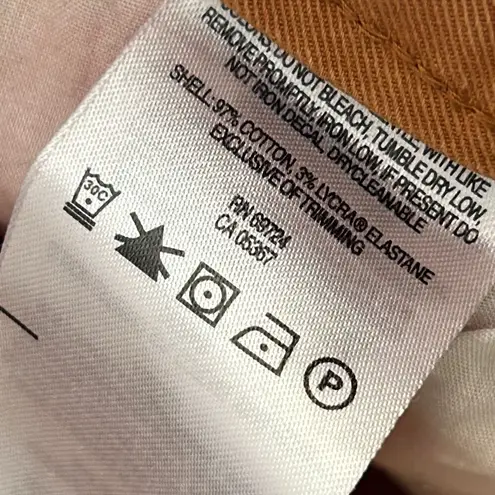 COLORS, DO NOT BLEACH, TUMBLE DRY LOW,
REMOVE PROMPTLY, IRON LOW, IF PRESENT DO
NOT IRON DECAL, DRYCLEANABLE
SHELL: 97% COTTON, 3% LYCRA® ELASTANE
EXCLUSIVE OF TRIMMING
RN 69724
CA 05367
30C
P